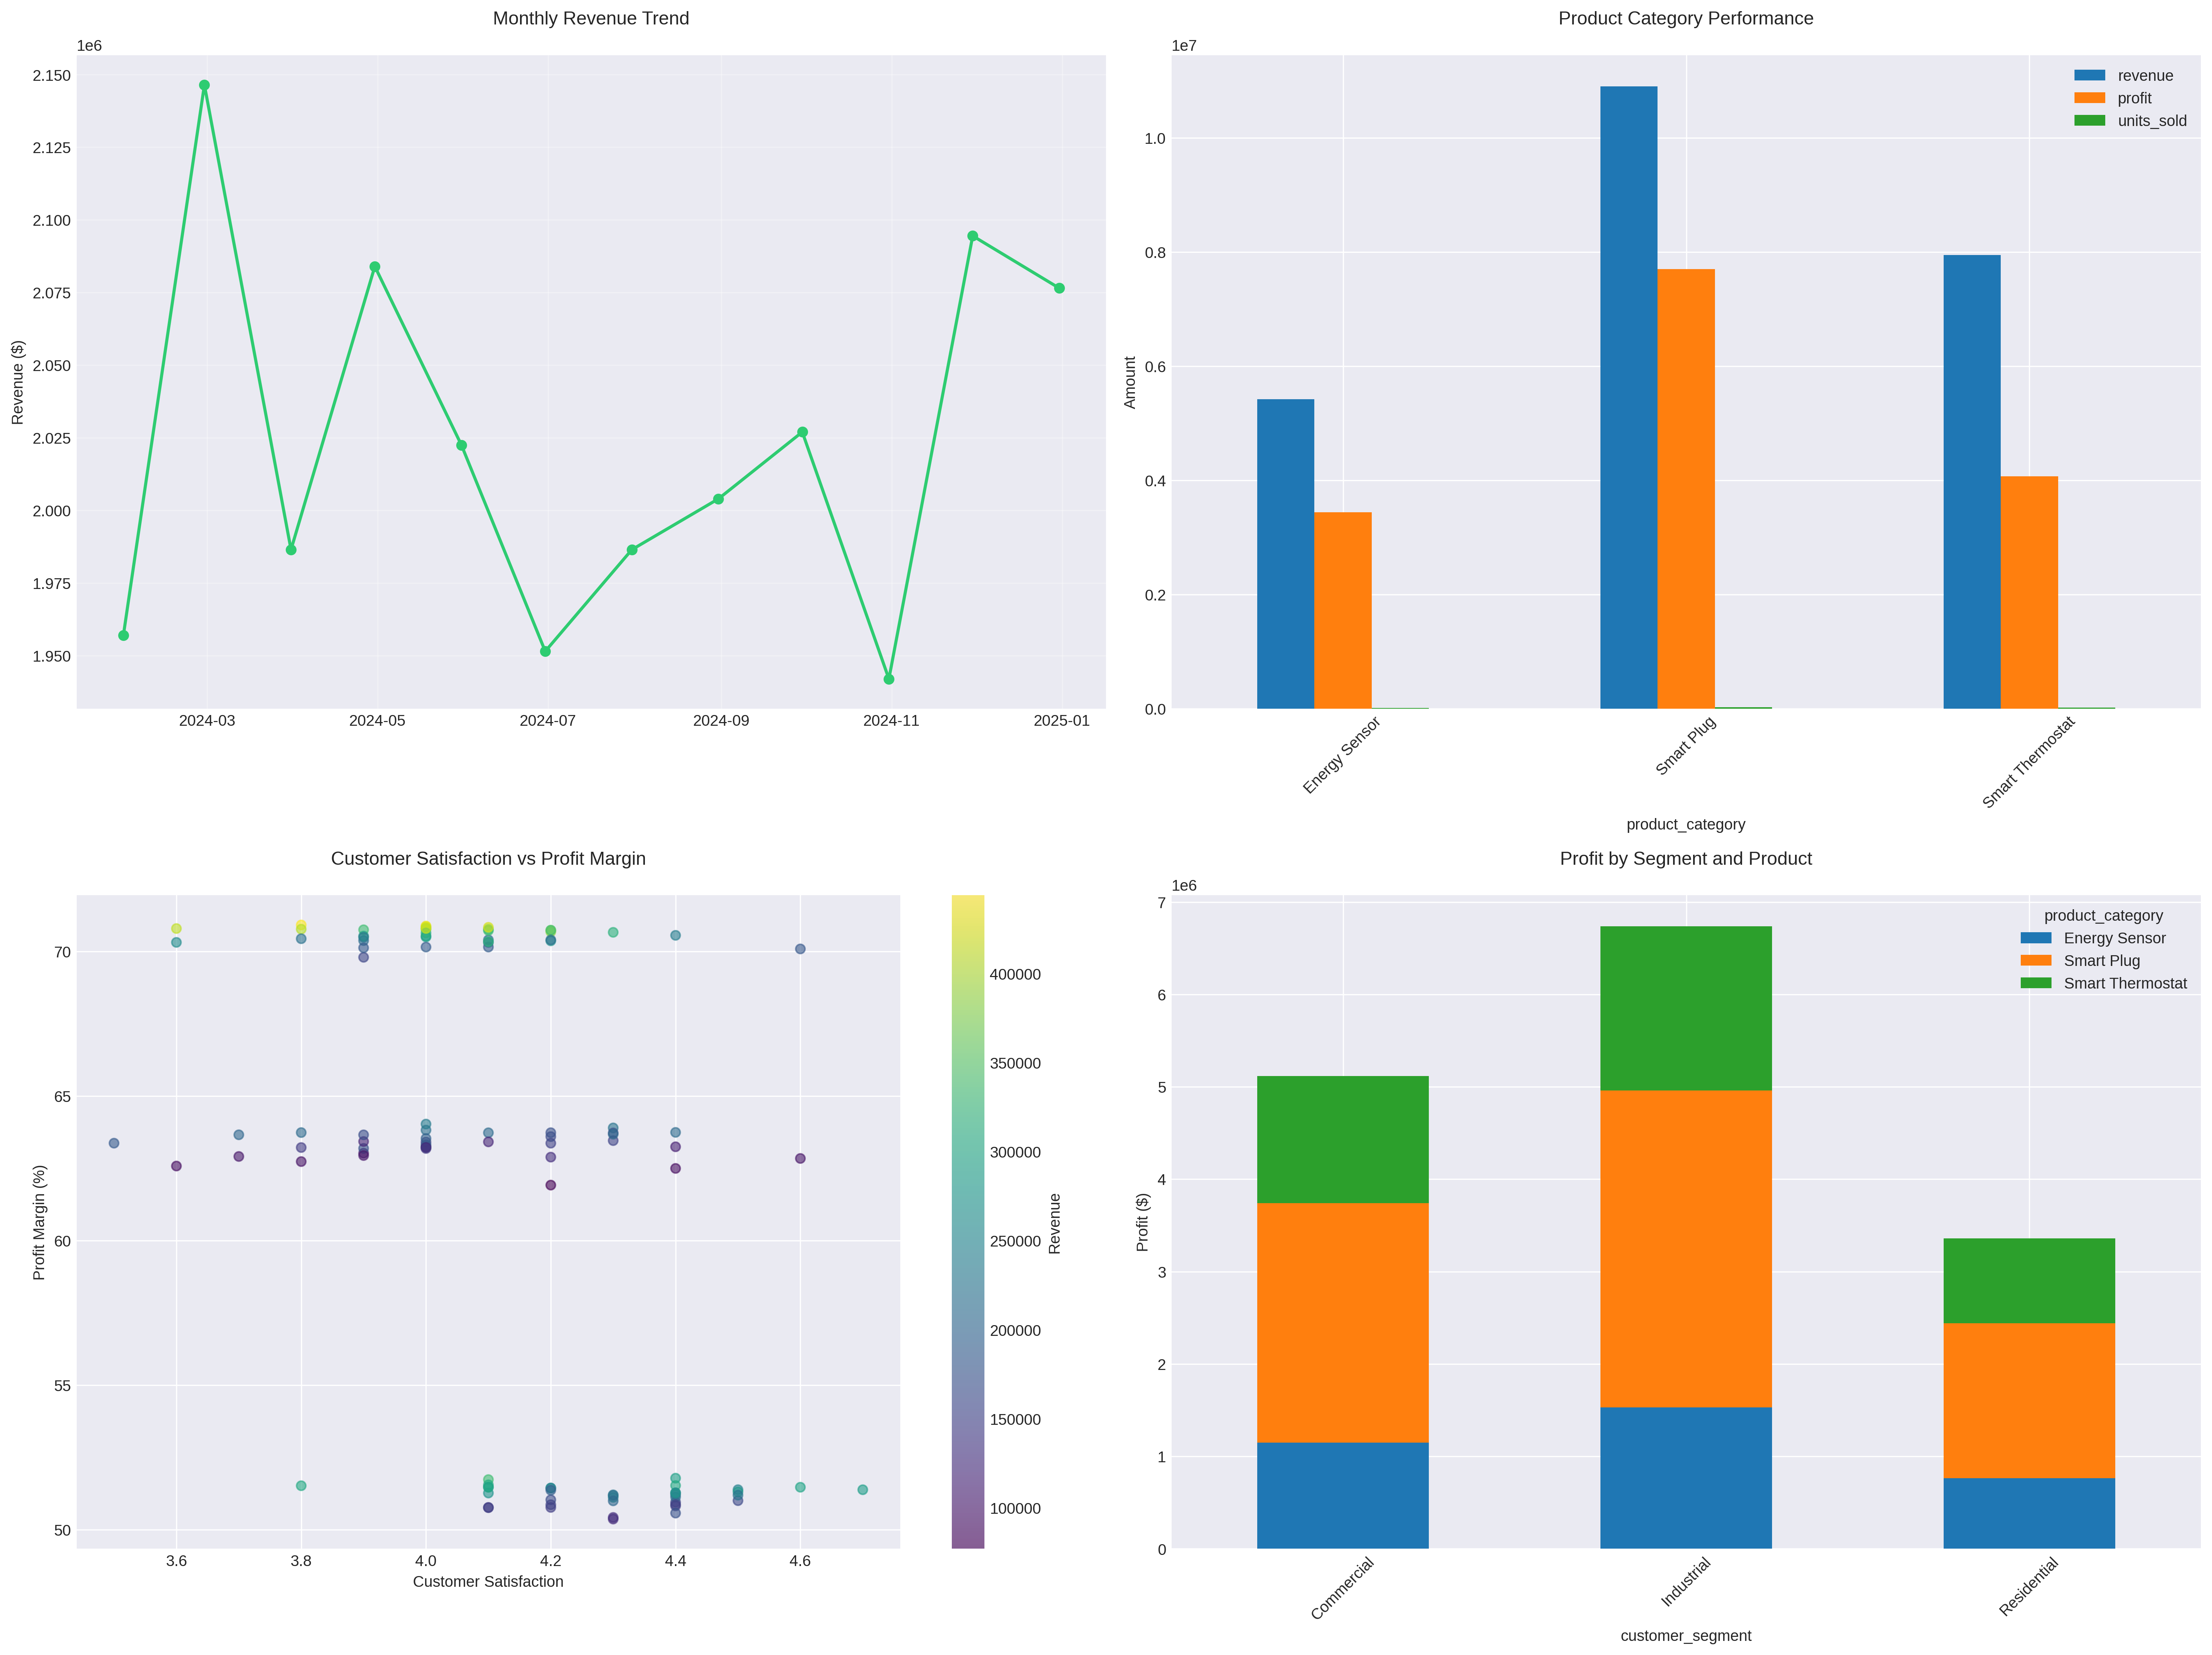 Monthly Revenue Trend
1e6
2.150
2.125
2.100
2.075
2.050
2.025
2.000
1.975
1.950
Revenue ($)
2024-03 2024-05 2024-07 2024-09 2024-11 2025-01
Product Category Performance
1e7
revenue
profit
units_sold
1.0
0.8
0.6
0.4
0.2
0.0
Amount
Energy Sensor
Smart Plug
Smart Thermostat
product_category
Customer Satisfaction vs Profit Margin
70
65
60
55
50
Profit Margin (%)
3.6 3.8 4.0 4.2 4.4 4.6
Customer Satisfaction
400000
350000
300000
250000
200000
150000
100000
Revenue
Profit by Segment and Product
1e6
product_category
Energy Sensor
Smart Plug
Smart Thermostat
7
6
5
4
3
2
1
0
Profit ($)
Commercial
Industrial
Residential
customer_segment